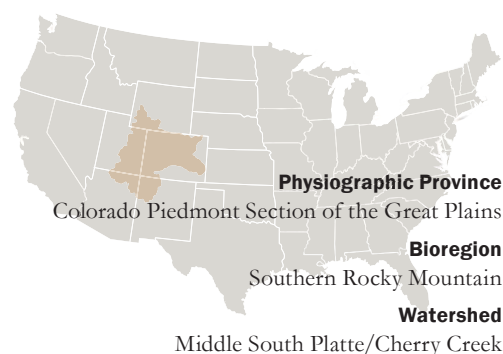 Physiographic Province
Colorado Piedmont Section of the Great Plains
Bioregion
Southern Rocky Mountain
Watershed
Middle South Platte/Cherry Creek